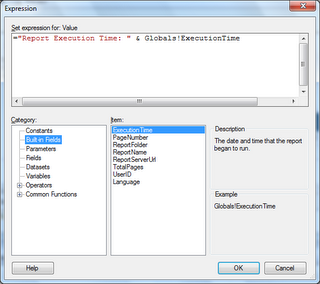 Expression
Set expression for: Value
="Report Execution Time: " & Globals!ExecutionTime
Category:
Constants
Built-in Fields
Parameters
Fields
Datasets
Variables
Operators
Common Functions
Item:
ExecutionTime
PageNumber
ReportFolder
ReportName
ReportServerUrl
TotalPages
UserID
Language
Description
The date and time that the report
began to run.
Example
Globals!ExecutionTime
Help
OK
Cancel